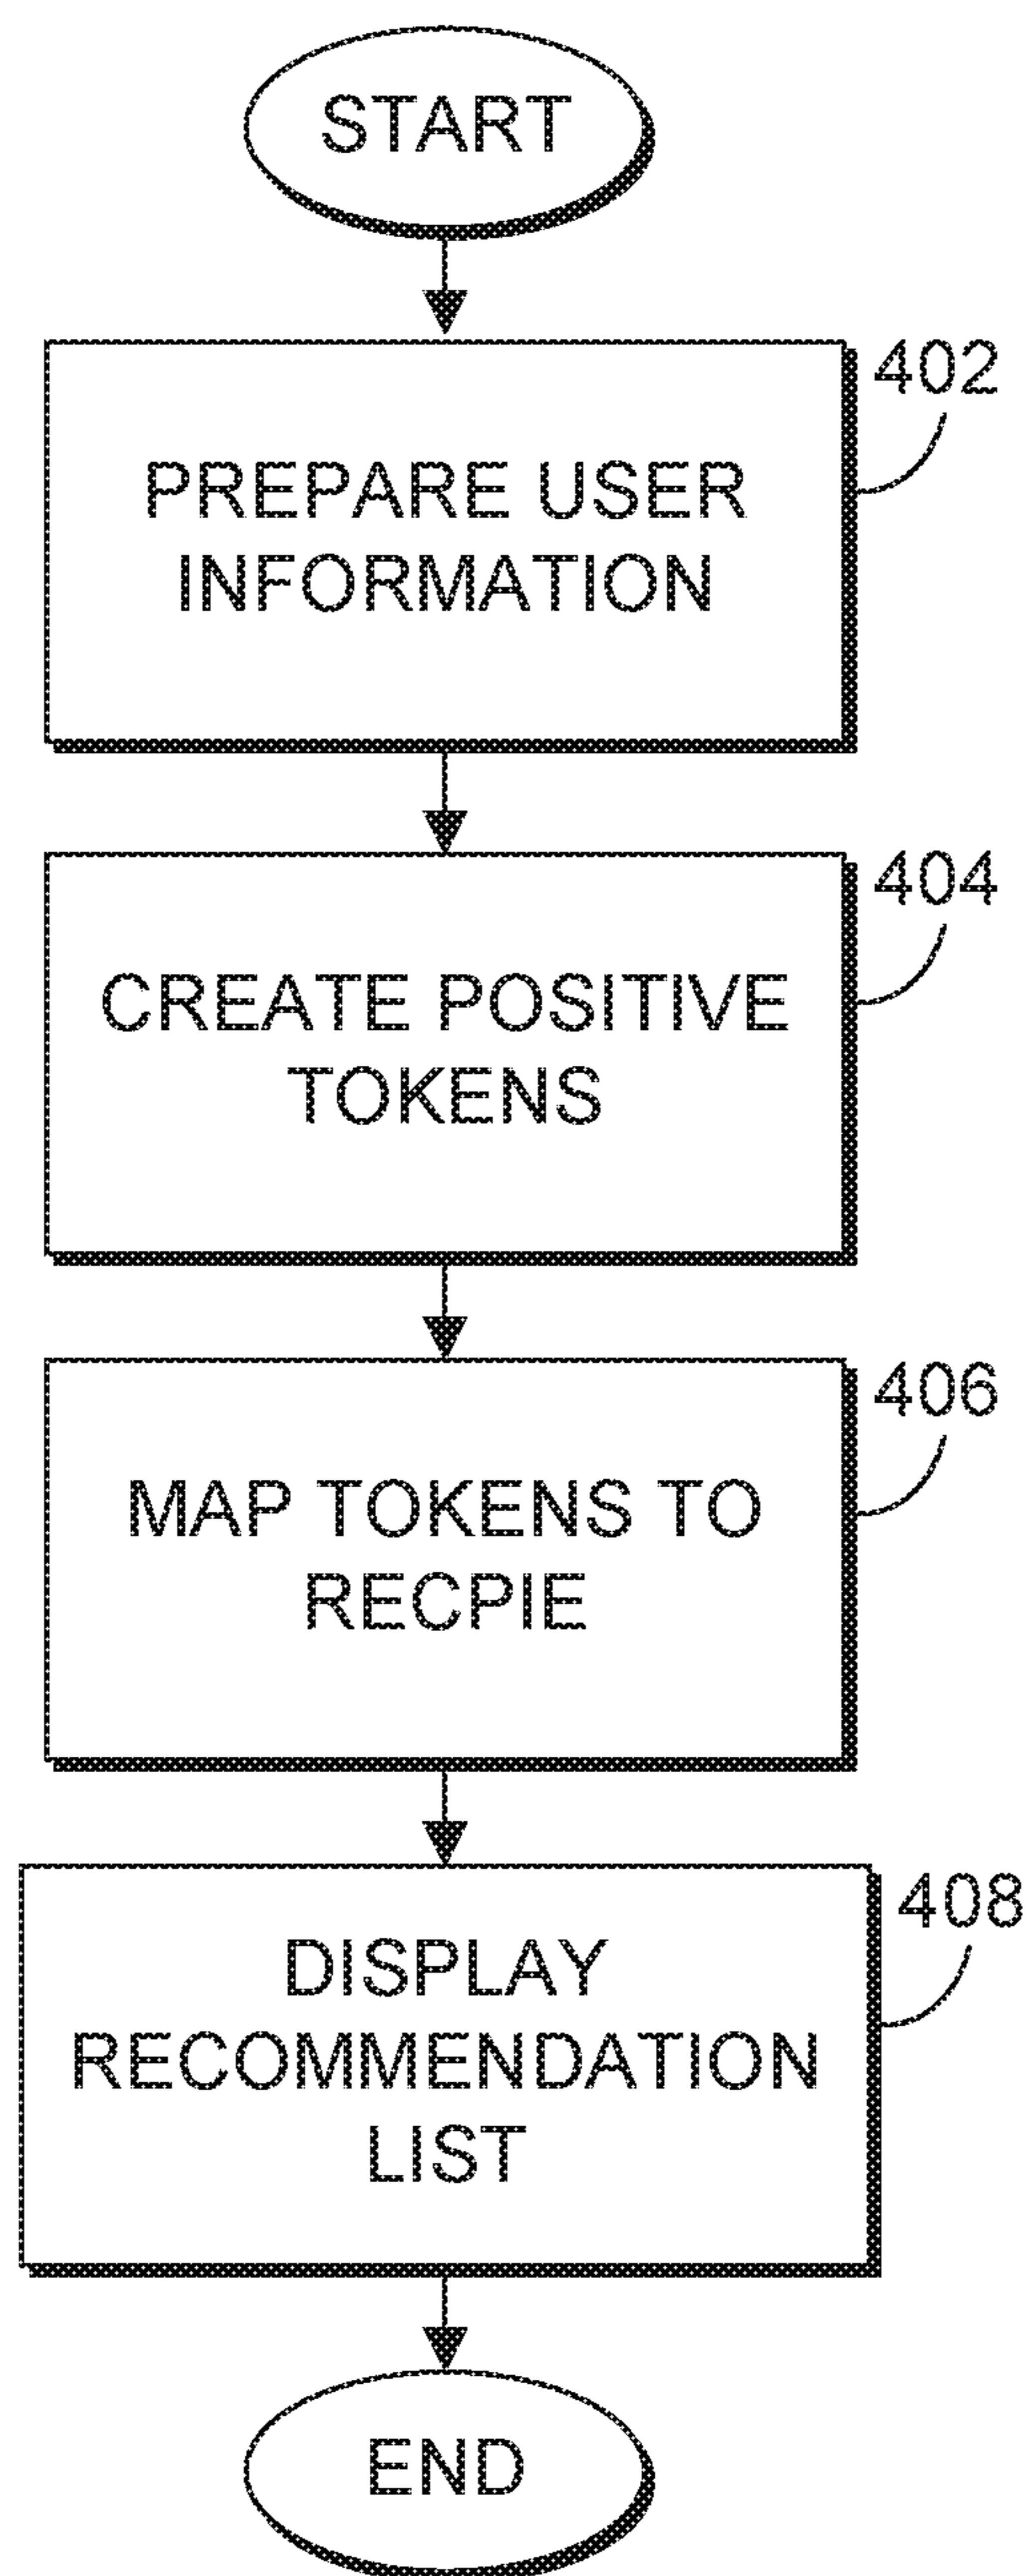 START
402
PREPARE USER
INFORMATION
404
CREATE POSITIVE
TOKENS
406
MAP TOKENS TO
RECPIE
408
DISPLAY
RECOMMENDATION
LIST
END